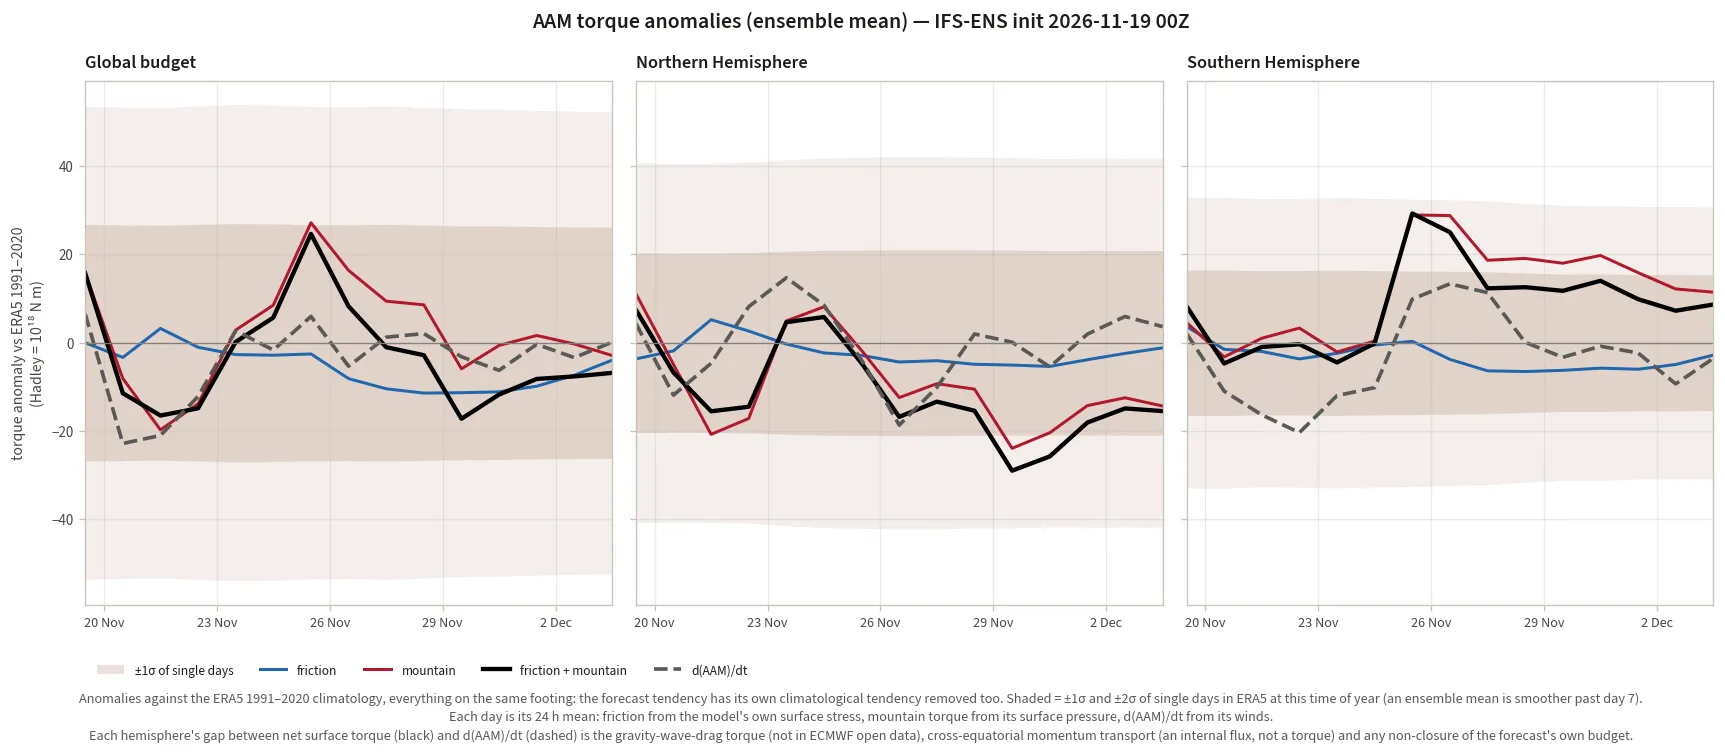 AAM torque anomalies (ensemble mean) — IFS-ENS init 2026-11-19 00Z
Global budget
Northern Hemisphere
Southern Hemisphere
torque anomaly vs ERA5 1991–2020
(Hadley = 10¹⁸ N m)
40
20
0
−20
−40
20 Nov
23 Nov
26 Nov
29 Nov
2 Dec
20 Nov
23 Nov
26 Nov
29 Nov
2 Dec
20 Nov
23 Nov
26 Nov
29 Nov
2 Dec
±1σ of single days
friction
mountain
friction + mountain
d(AAM)/dt
Anomalies against the ERA5 1991–2020 climatology, everything on the same footing: the forecast tendency has its own climatological tendency removed too. Shaded = ±1σ and ±2σ of single days in ERA5 at this time of year (an ensemble mean is smoother past day 7).
Each day is its 24 h mean: friction from the model's own surface stress, mountain torque from its surface pressure, d(AAM)/dt from its winds.
Each hemisphere's gap between net surface torque (black) and d(AAM)/dt (dashed) is the gravity-wave-drag torque (not in ECMWF open data), cross-equatorial momentum transport (an internal flux, not a torque) and any non-closure of the forecast's own budget.